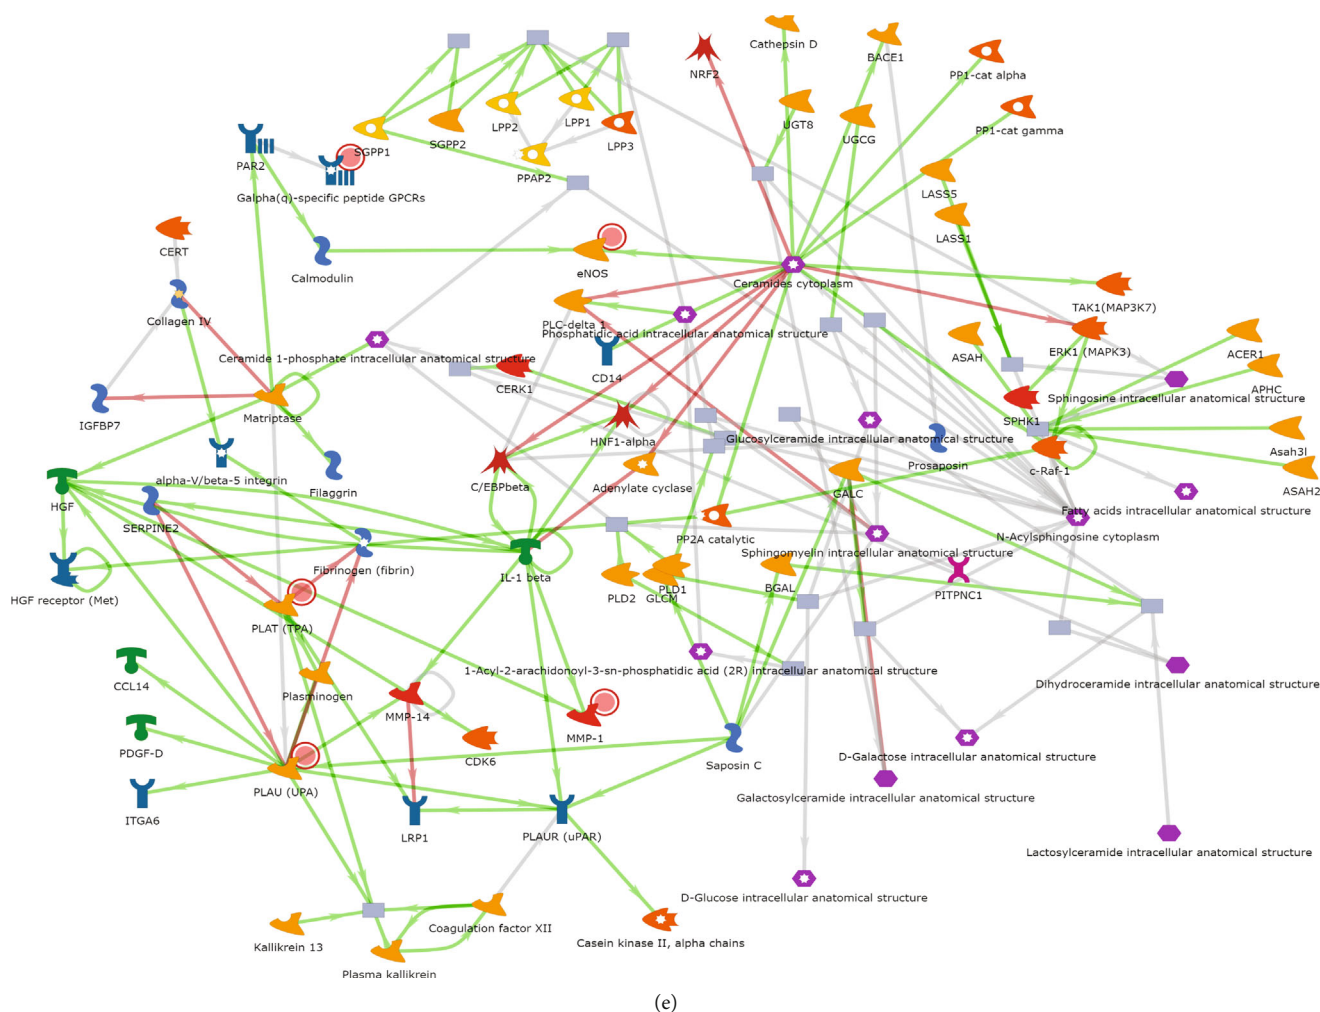 Cathepsin D
BACE1
NRF2
PP1-cat alpha
UGT8
PP1-cat gamma
LPP2
LPP1
UGCG
SGPP1
SGPP2
LPP3
PAR2
PPAP2
Galpha(q)-specific peptide GPCRs
LASS5
LASS1
CERT
Calmodulin
eNOS
Ceramides cytoplasm
TAK1(MAP3K7)
Collagen IV
PLC-delta 1
Phosphatidic acid intracellular anatomical structure
Ceramide 1-phosphate intracellular anatomical structure
ASAH
ERK1 (MAPK3)
ACER1
CD14
CERK1
APHC
Sphingosine intracellular anatomical structure
IGFBP7
Matriptase
SPHK1
HNF1-alpha
Glucosylceramide intracellular anatomical structure
Asah3l
Prosaposin
c-Raf-1
alpha-V/beta-5 integrin
Filaggrin
C/EBPbeta
Adenylate cyclase
GALC
ASAH2
HGF
SERPINE2
Fatty acids intracellular anatomical structure
N-Acylsphingosine cytoplasm
PP2A catalytic
Sphingomyelin intracellular anatomical structure
Fibrinogen (fibrin)
IL-1 beta
HGF receptor (Met)
PLD2
PLD1
GLCM
BGAL
PITPNC1
PLAT (TPA)
1-Acyl-2-arachidonoyl-3-sn-phosphatidic acid (2R) intracellular anatomical structure
CCL14
Plasminogen
Dihydroceramide intracellular anatomical structure
MMP-14
MMP-1
PDGF-D
CDK6
Saposin C
D-Galactose intracellular anatomical structure
PLAU (UPA)
Galactosylceramide intracellular anatomical structure
ITGA6
LRP1
PLAUR (uPAR)
Lactosylceramide intracellular anatomical structure
D-Glucose intracellular anatomical structure
Kallikrein 13
Coagulation factor XII
Casein kinase II, alpha chains
Plasma kallikrein
(e)